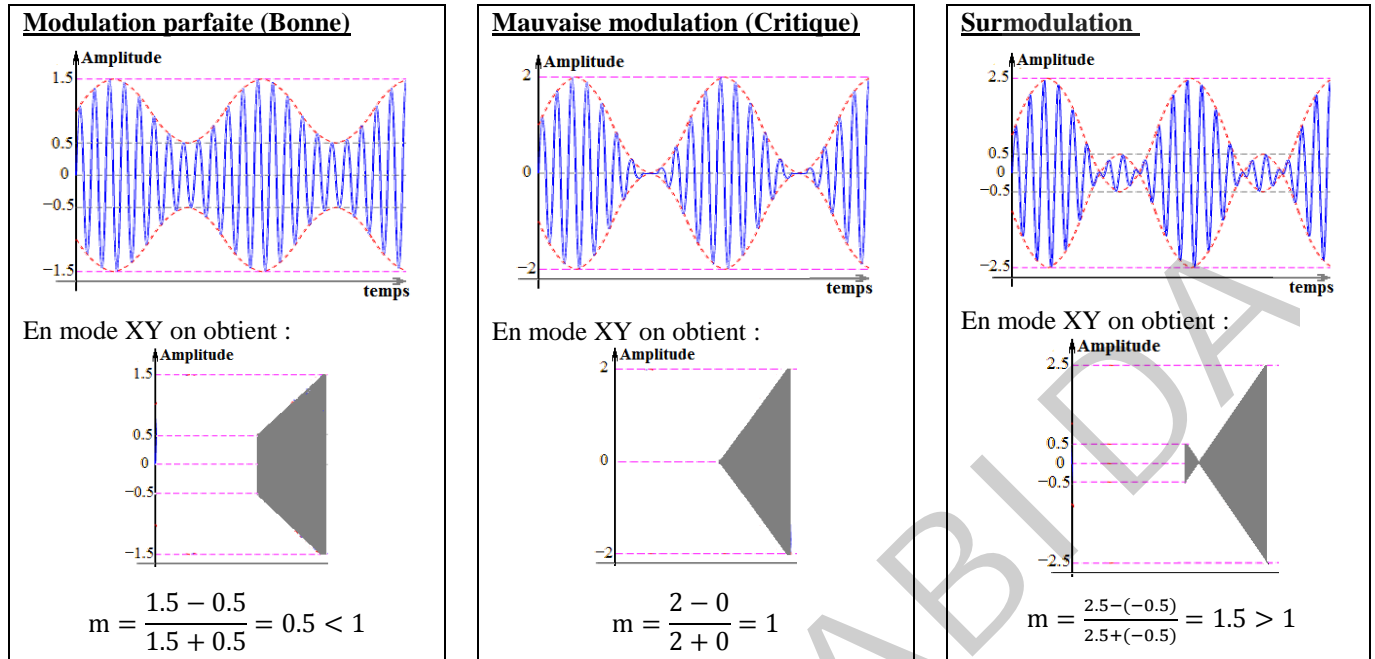 Modulation parfaite (Bonne)
Amplitude
1.5
0.5
0
−0.5
−1.5
temps
En mode XY on obtient :
Amplitude
1.5
0.5
0
−0.5
−1.5
m = \frac{1.5 − 0.5}{1.5 + 0.5} = 0.5 < 1
Mauvaise modulation (Critique)
Amplitude
2
0
−2
temps
En mode XY on obtient :
Amplitude
2
0
−2
m = \frac{2 − 0}{2 + 0} = 1
Surmodulation
Amplitude
2.5
0.5
0
−0.5
−2.5
temps
En mode XY on obtient :
Amplitude
2.5
0.5
0
−0.5
−2.5
m = \frac{2.5−(−0.5)}{2.5+(−0.5)} = 1.5 > 1
ABI DA